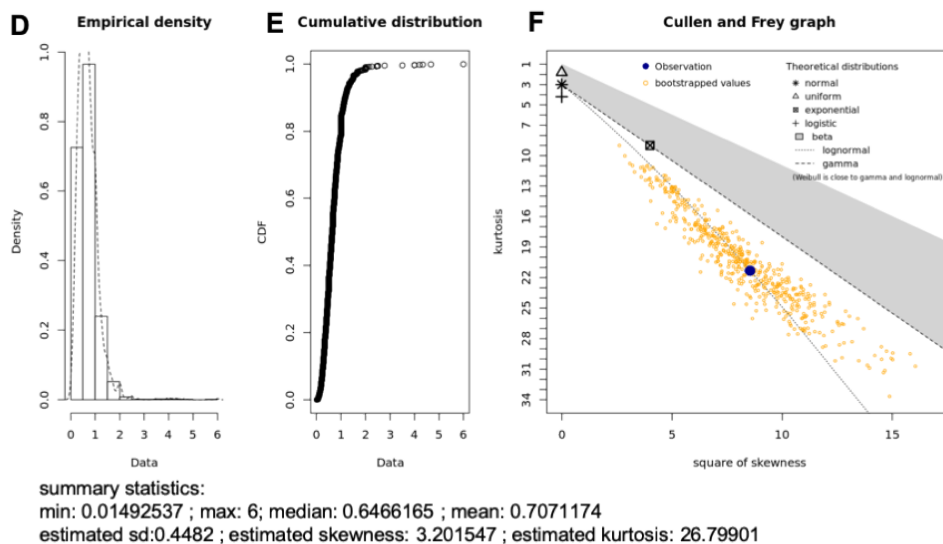 D Empirical density
Density
0.0 0.2 0.4 0.6 0.8 1.0
0 1 2 3 4 5 6
Data
E Cumulative distribution
CDF
0.0 0.2 0.4 0.6 0.8 1.0
0 1 2 3 4 5 6
Data
F Cullen and Frey graph
kurtosis
1
3
5
7
10
13
16
19
22
25
28
31
34
Observation
bootstrapped values
Theoretical distributions
normal
uniform
exponential
logistic
beta
lognormal
gamma
(Weibull is close to gamma and lognormal)
0 5 10 15
square of skewness
summary statistics:
min: 0.01492537 ; max: 6; median: 0.6466165 ; mean: 0.7071174
estimated sd:0.4482 ; estimated skewness: 3.201547 ; estimated kurtosis: 26.79901